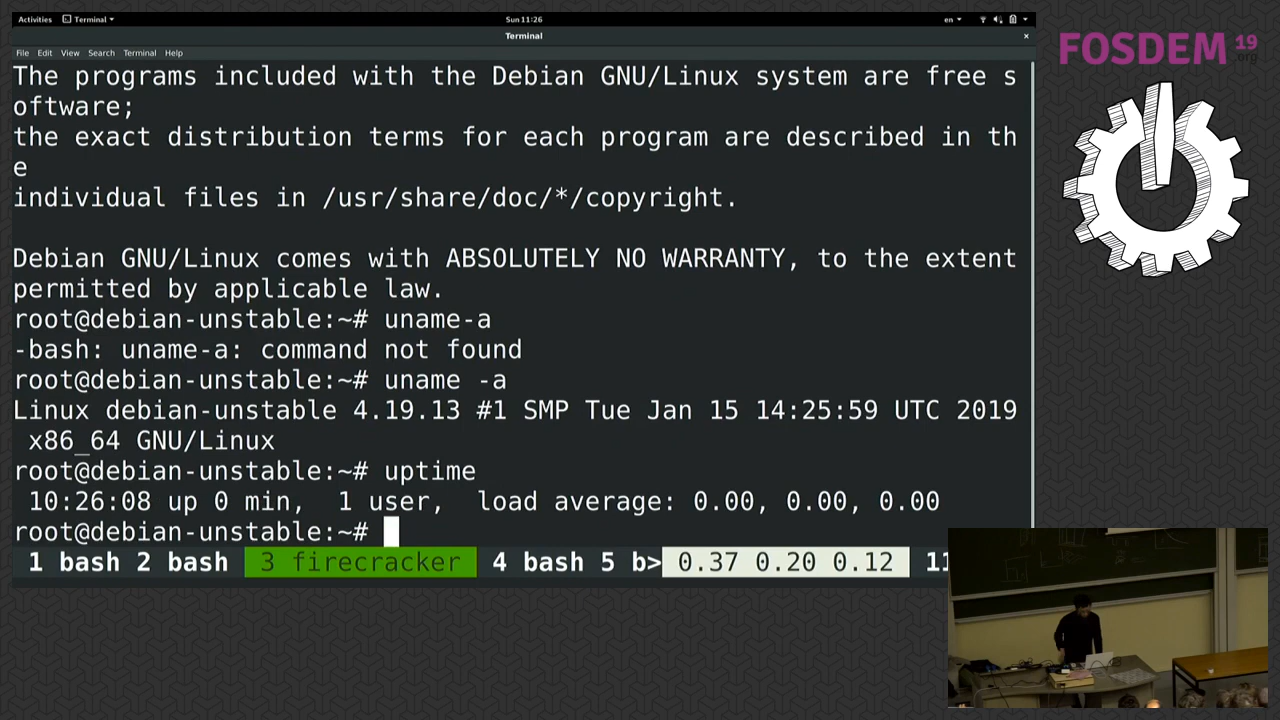 Activities Terminal Sun 11:26 en
Terminal
File Edit View Search Terminal Help
The programs included with the Debian GNU/Linux system are free s
oftware;
the exact distribution terms for each program are described in th
e
individual files in /usr/share/doc/*/copyright.
Debian GNU/Linux comes with ABSOLUTELY NO WARRANTY, to the extent
permitted by applicable law.
root@debian-unstable:~# uname-a
-bash: uname-a: command not found
root@debian-unstable:~# uname -a
Linux debian-unstable 4.19.13 #1 SMP Tue Jan 15 14:25:59 UTC 2019
x86_64 GNU/Linux
root@debian-unstable:~# uptime
10:26:08 up 0 min, 1 user, load average: 0.00, 0.00, 0.00
root@debian-unstable:~#
1 bash 2 bash 3 firecracker 4 bash 5 b> 0.37 0.20 0.12 11
FOSDEM 19
.org